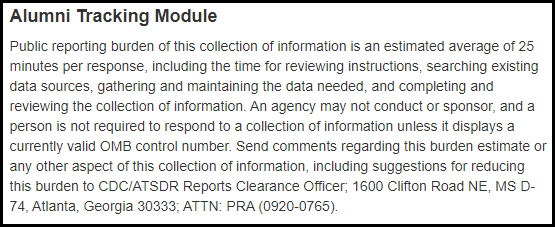 Alumni Tracking Module
Public reporting burden of this collection of information is an estimated average of 25
minutes per response, including the time for reviewing instructions, searching existing
data sources, gathering and maintaining the data needed, and completing and
reviewing the collection of information. An agency may not conduct or sponsor, and a
person is not required to respond to a collection of information unless it displays a
currently valid OMB control number. Send comments regarding this burden estimate or
any other aspect of this collection of information, including suggestions for reducing
this burden to CDC/ATSDR Reports Clearance Officer; 1600 Clifton Road NE, MS D-
74, Atlanta, Georgia 30333; ATTN: PRA (0920-0765).